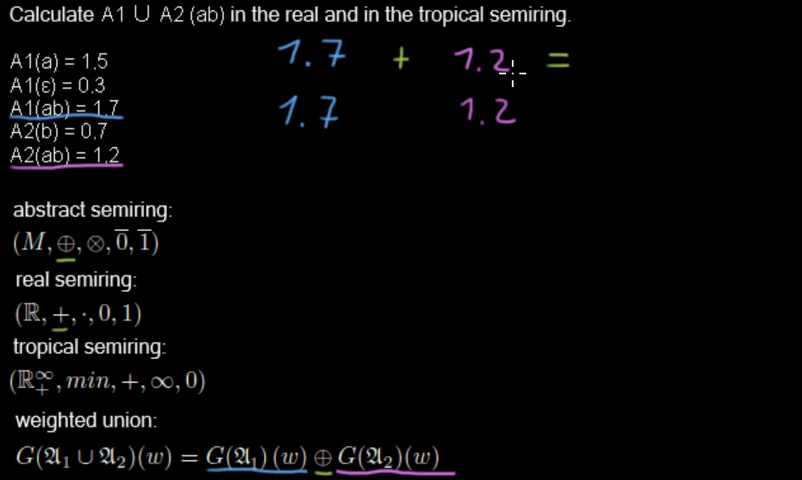 Calculate A1 ∪ A2 (ab) in the real and in the tropical semiring.
1.7 + 1.2 =
A1(a) = 1,5
A1(ε) = 0,3
A1(ab) = 1,7 1.7 1.2
A2(b) = 0,7
A2(ab) = 1,2
abstract semiring:
(M, ⊕, ⊗, 0̅, 1̅)
real semiring:
(ℝ, +, ·, 0, 1)
tropical semiring:
(ℝ₊^∞, min, +, ∞, 0)
weighted union:
G(𝔄₁ ∪ 𝔄₂)(w) = G(𝔄₁)(w) ⊕ G(𝔄₂)(w)